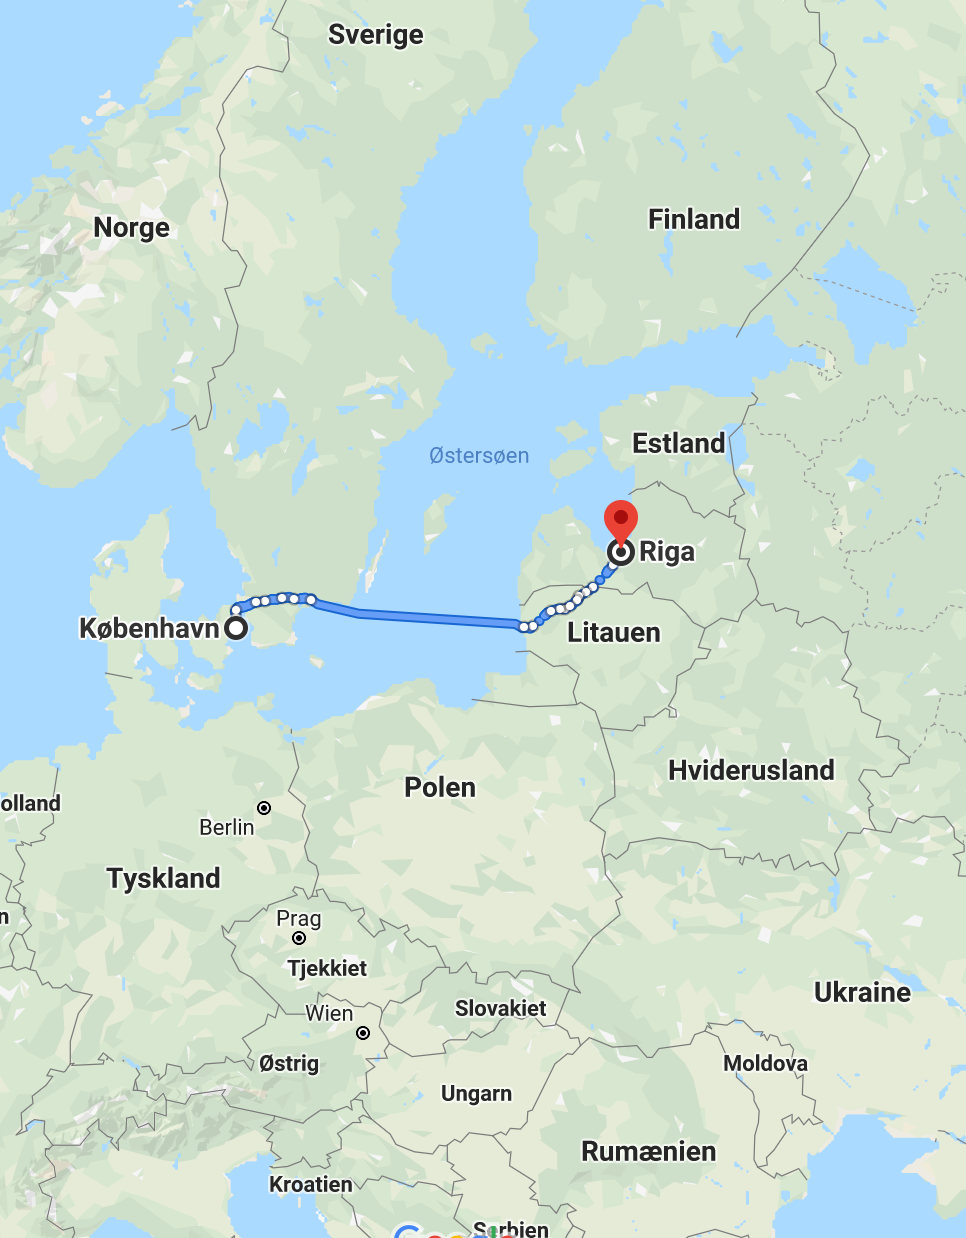 Sverige
Norge
Finland
Estland
Østersøen
Riga
København
Litauen
Hviderusland
Polen
olland
Berlin
Tyskland
n
Prag
Tjekkiet
Ukraine
Slovakiet
Wien
Østrig
Moldova
Ungarn
Rumænien
Kroatien
Serbien